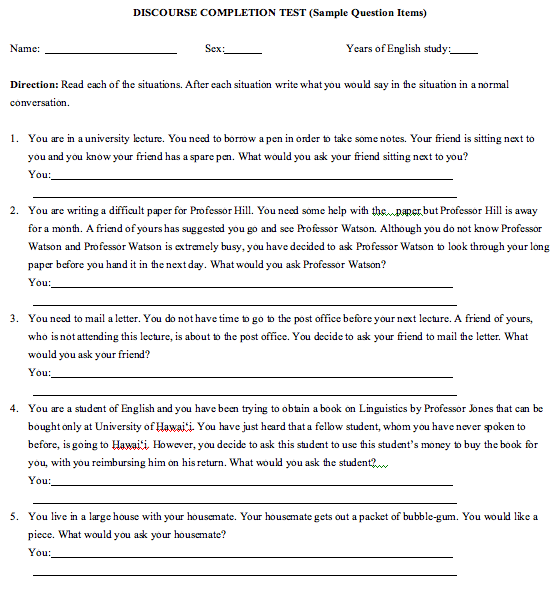 DISCOURSE COMPLETION TEST (Sample Question Items)
Name: ____________ Sex:______ Years of English study:____
Direction: Read each of the situations. After each situation write what you would say in the situation in a normal
conversation.
1. You are in a university lecture. You need to borrow a pen in order to take some notes. Your friend is sitting next to
you and you know your friend has a spare pen. What would you ask your friend sitting next to you?
You:____________
2. You are writing a difficult paper for Professor Hill. You need some help with the paper but Professor Hill is away
for a month. A friend of yours has suggested you go and see Professor Watson. Although you do not know Professor
Watson and Professor Watson is extremely busy, you have decided to ask Professor Watson to look through your long
paper before you hand it in the next day. What would you ask Professor Watson?
You:____________
3. You need to mail a letter. You do not have time to go to the post office before your next lecture. A friend of yours,
who is not attending this lecture, is about to the post office. You decide to ask your friend to mail the letter. What
would you ask your friend?
You:____________
4. You are a student of English and you have been trying to obtain a book on Linguistics by Professor Jones that can be
bought only at University of Hawai‘i. You have just heard that a fellow student, whom you have never spoken to
before, is going to Hawai‘i. However, you decide to ask this student to use this student’s money to buy the book for
you, with you reimbursing him on his return. What would you ask the student?
You:____________
5. You live in a large house with your housemate. Your housemate gets out a packet of bubble-gum. You would like a
piece. What would you ask your housemate?
You:____________